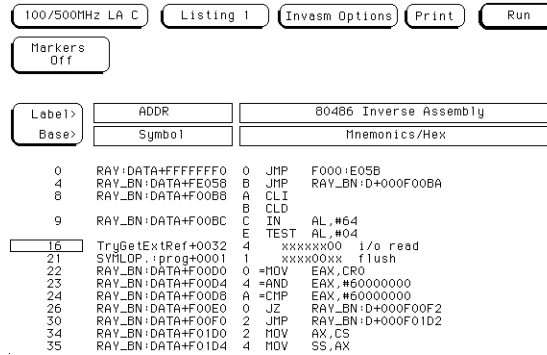 100/500MHz LA C Listing 1 Invasm Options Print Run
Markers
Off
Label> ADDR 80486 Inverse Assembly
Base> Symbol Mnemonics/Hex
0 RAY:DATA+FFFFFFF0 0 JMP F000:E05B
4 RAY_BN:DATA+FE058 B JMP RAY_BN:D+000F00BA
8 RAY_BN:DATA+F00B8 A CLI
B CLD
9 RAY_BN:DATA+F00BC C IN AL,#64
E TEST AL,#04
16 TryGetExtRef+0032 4 xxxxxx00 i/o read
21 SYMLOP.:prog+0001 1 xxxx00xx flush
22 RAY_BN:DATA+F00D0 0 =MOV EAX,CR0
23 RAY_BN:DATA+F00D4 4 =AND EAX,#60000000
24 RAY_BN:DATA+F00D8 A =CMP EAX,#60000000
26 RAY_BN:DATA+F00E0 0 JZ RAY_BN:D+000F00F2
30 RAY_BN:DATA+F00F0 2 JMP RAY_BN:D+000F01D2
34 RAY_BN:DATA+F01D0 2 MOV AX,CS
35 RAY_BN:DATA+F01D4 4 MOV SS,AX